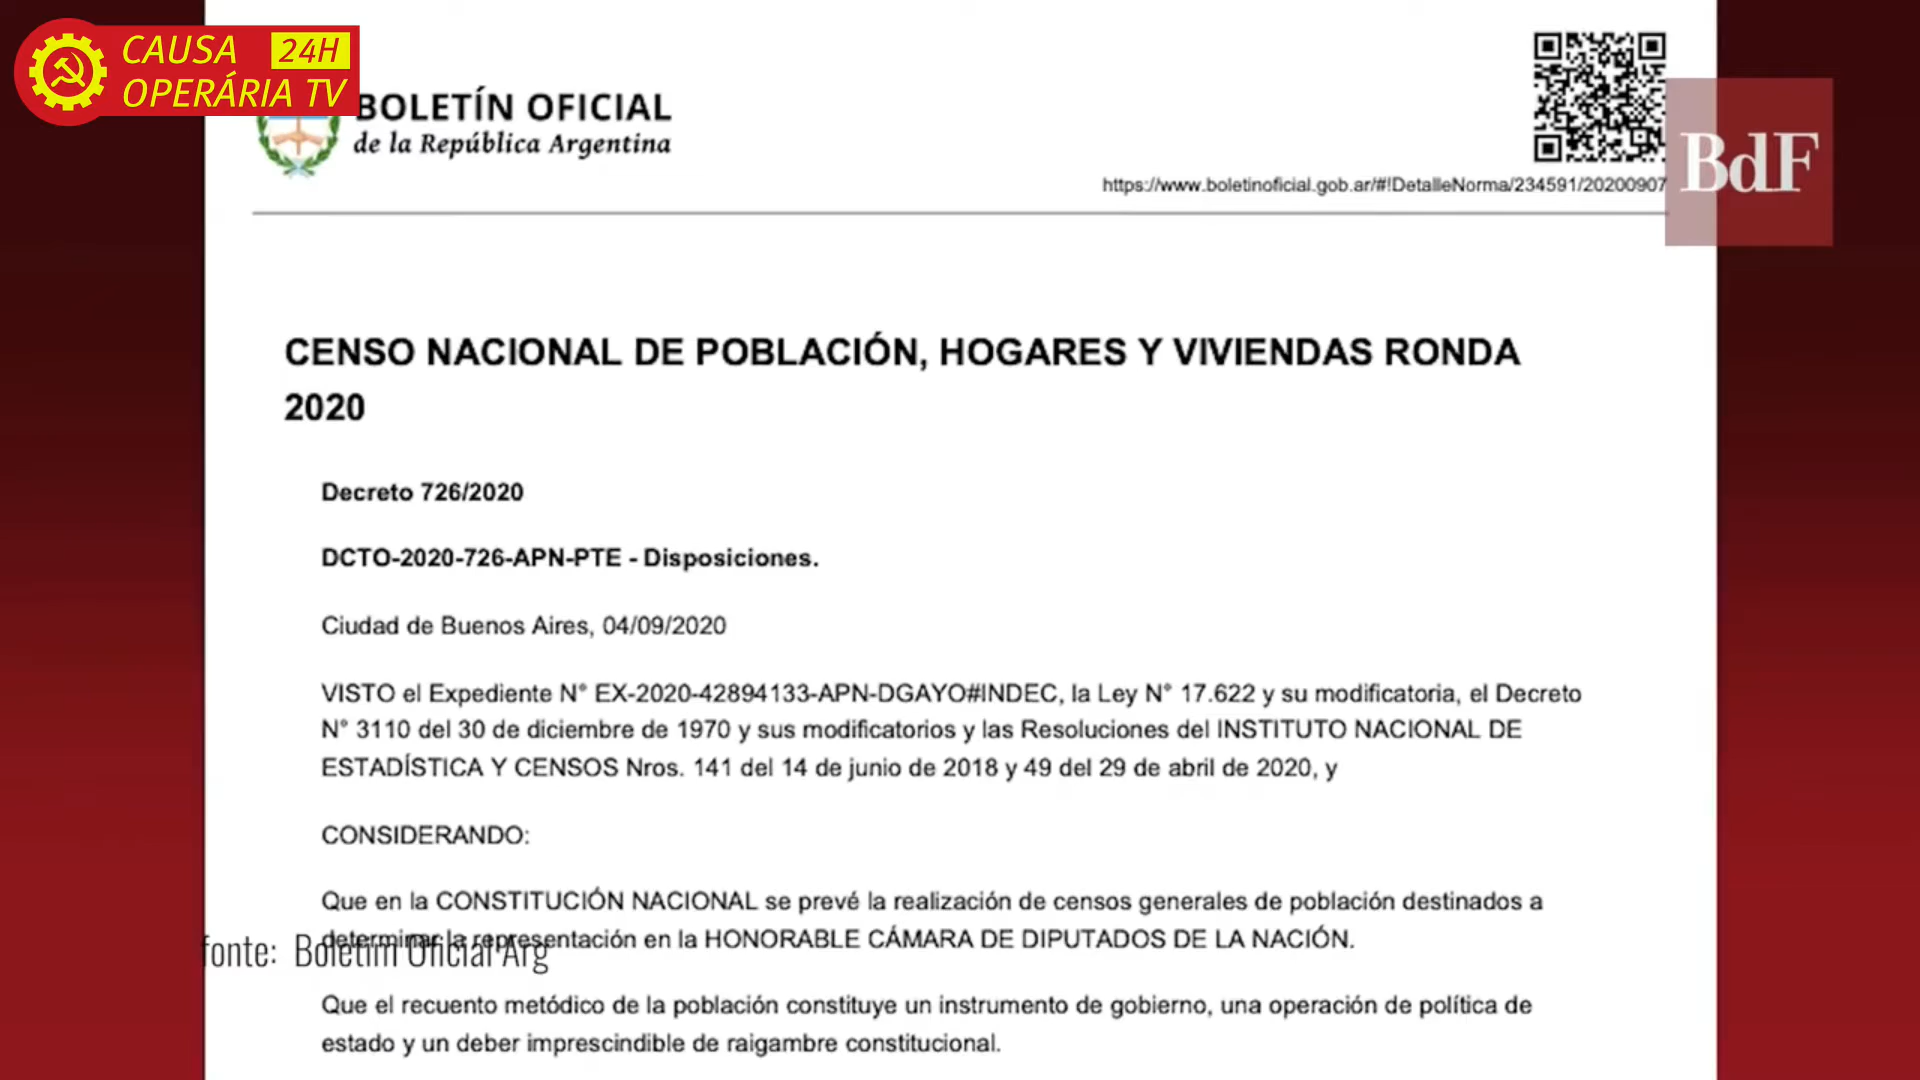 CAUSA 24H
OPERÁRIA TV
BOLETÍN OFICIAL
de la República Argentina
https://www.boletinoficial.gob.ar/#!DetalleNorma/234591/20200907
BdF
CENSO NACIONAL DE POBLACIÓN, HOGARES Y VIVIENDAS RONDA
2020
Decreto 726/2020
DCTO-2020-726-APN-PTE - Disposiciones.
Ciudad de Buenos Aires, 04/09/2020
VISTO el Expediente N° EX-2020-42894133-APN-DGAYO#INDEC, la Ley N° 17.622 y su modificatoria, el Decreto
N° 3110 del 30 de diciembre de 1970 y sus modificatorios y las Resoluciones del INSTITUTO NACIONAL DE
ESTADÍSTICA Y CENSOS Nros. 141 del 14 de junio de 2018 y 49 del 29 de abril de 2020, y
CONSIDERANDO:
Que en la CONSTITUCIÓN NACIONAL se prevé la realización de censos generales de población destinados a
determinar la representación en la HONORABLE CÁMARA DE DIPUTADOS DE LA NACIÓN.
fonte: Boletim Oficial Arg
Que el recuento metódico de la población constituye un instrumento de gobierno, una operación de política de
estado y un deber imprescindible de raigambre constitucional.